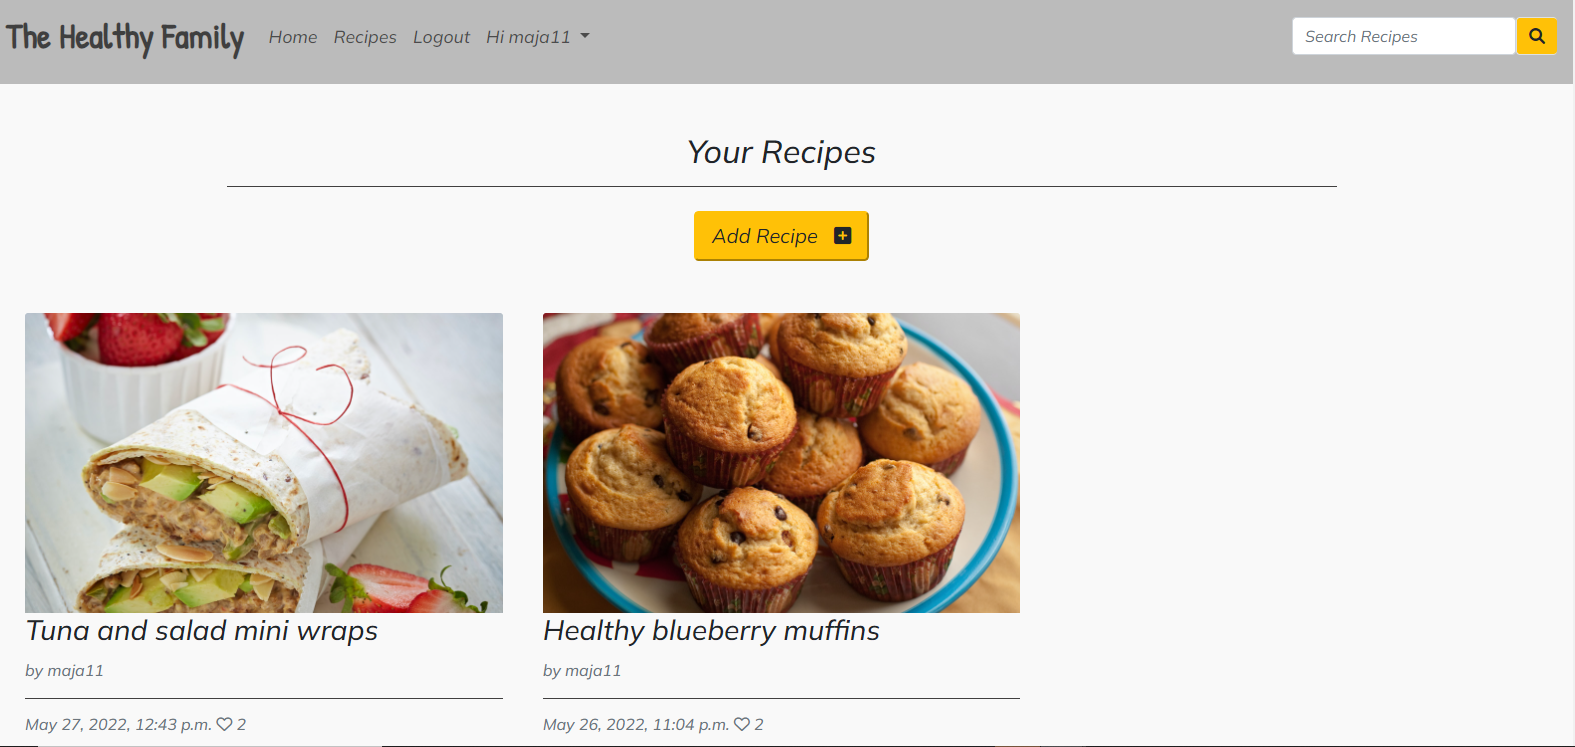 The Healthy Family Home Recipes Logout Hi maja11 Search Recipes
Your Recipes
Add Recipe
Tuna and salad mini wraps
by maja11
May 27, 2022, 12:43 p.m. 2
Healthy blueberry muffins
by maja11
May 26, 2022, 11:04 p.m. 2